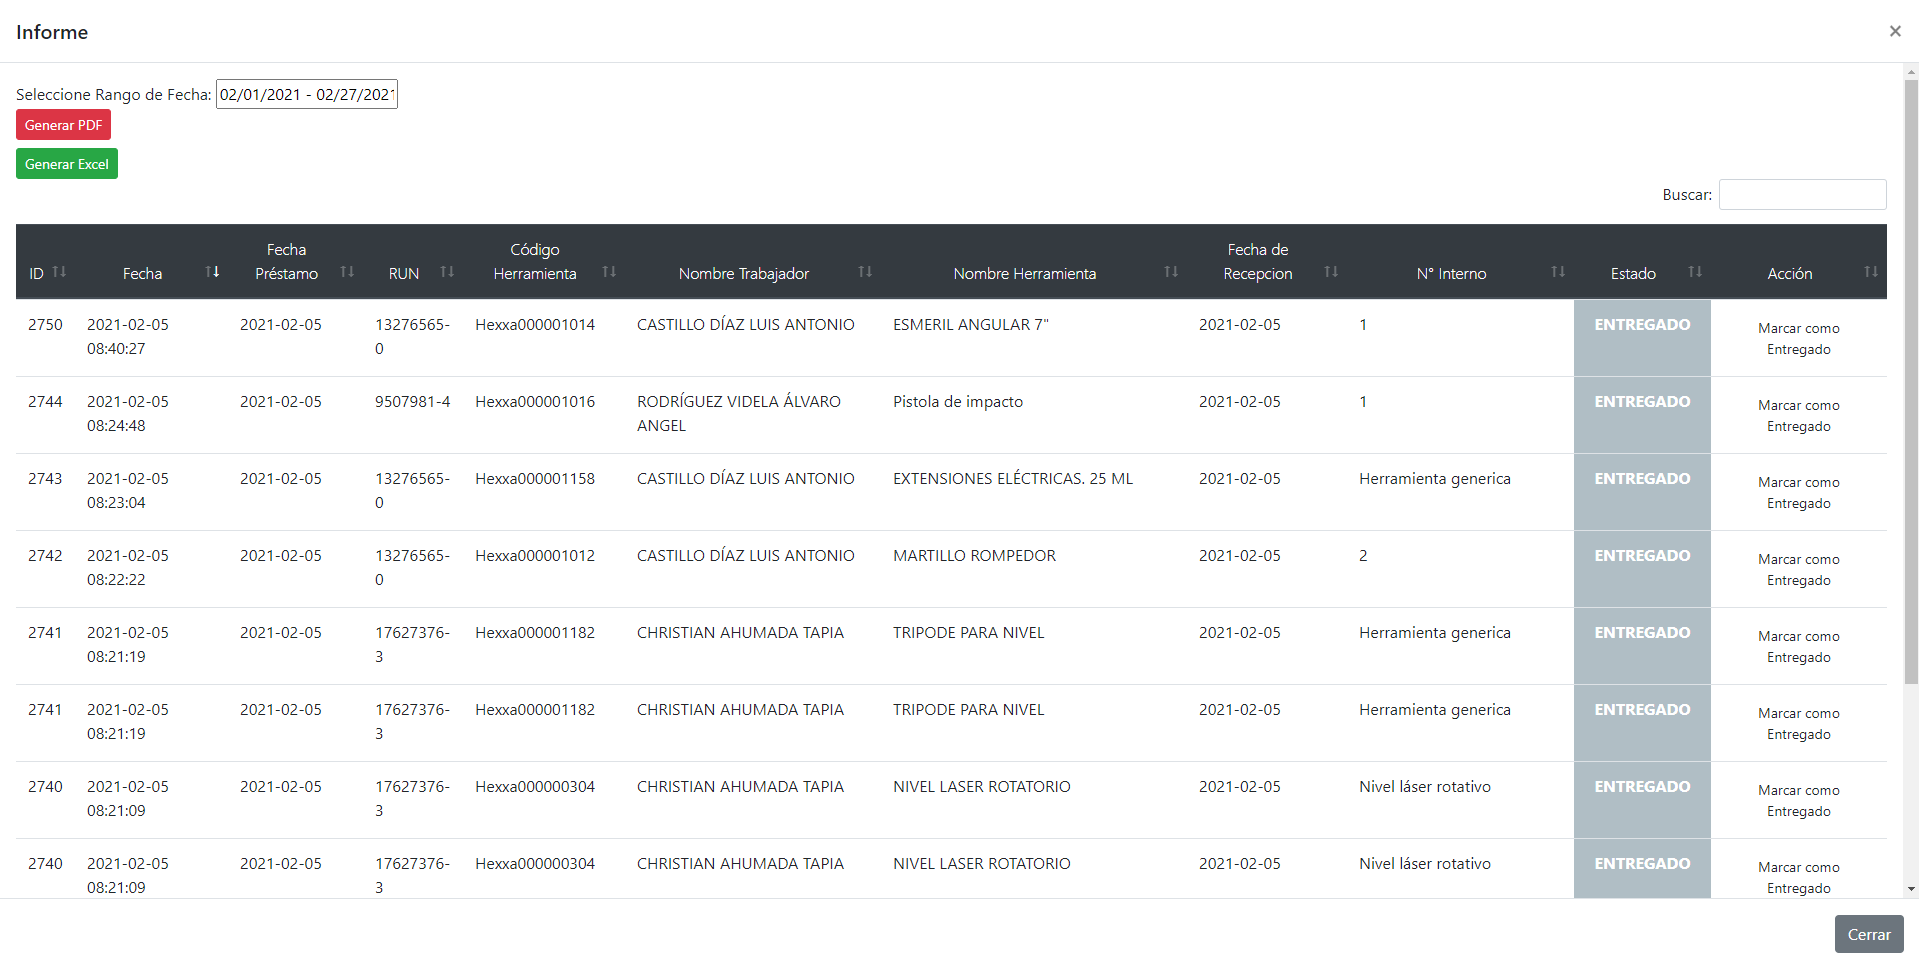 Informe
×
Seleccione Rango de Fecha: 02/01/2021 - 02/27/2021
Generar PDF
Generar Excel
Buscar:
ID Fecha Fecha Préstamo RUN Código Herramienta Nombre Trabajador Nombre Herramienta Fecha de Recepcion N° Interno Estado Acción
2750 2021-02-05 08:40:27 2021-02-05 13276565-0 Hexxa000001014 CASTILLO DÍAZ LUIS ANTONIO ESMERIL ANGULAR 7" 2021-02-05 1 ENTREGADO Marcar como Entregado
2744 2021-02-05 08:24:48 2021-02-05 9507981-4 Hexxa000001016 RODRÍGUEZ VIDELA ÁLVARO ANGEL Pistola de impacto 2021-02-05 1 ENTREGADO Marcar como Entregado
2743 2021-02-05 08:23:04 2021-02-05 13276565-0 Hexxa000001158 CASTILLO DÍAZ LUIS ANTONIO EXTENSIONES ELÉCTRICAS. 25 ML 2021-02-05 Herramienta generica ENTREGADO Marcar como Entregado
2742 2021-02-05 08:22:22 2021-02-05 13276565-0 Hexxa000001012 CASTILLO DÍAZ LUIS ANTONIO MARTILLO ROMPEDOR 2021-02-05 2 ENTREGADO Marcar como Entregado
2741 2021-02-05 08:21:19 2021-02-05 17627376-3 Hexxa000001182 CHRISTIAN AHUMADA TAPIA TRIPODE PARA NIVEL 2021-02-05 Herramienta generica ENTREGADO Marcar como Entregado
2741 2021-02-05 08:21:19 2021-02-05 17627376-3 Hexxa000001182 CHRISTIAN AHUMADA TAPIA TRIPODE PARA NIVEL 2021-02-05 Herramienta generica ENTREGADO Marcar como Entregado
2740 2021-02-05 08:21:09 2021-02-05 17627376-3 Hexxa000000304 CHRISTIAN AHUMADA TAPIA NIVEL LASER ROTATORIO 2021-02-05 Nivel láser rotativo ENTREGADO Marcar como Entregado
2740 2021-02-05 08:21:09 2021-02-05 17627376-3 Hexxa000000304 CHRISTIAN AHUMADA TAPIA NIVEL LASER ROTATORIO 2021-02-05 Nivel láser rotativo ENTREGADO Marcar como Entregado
Cerrar